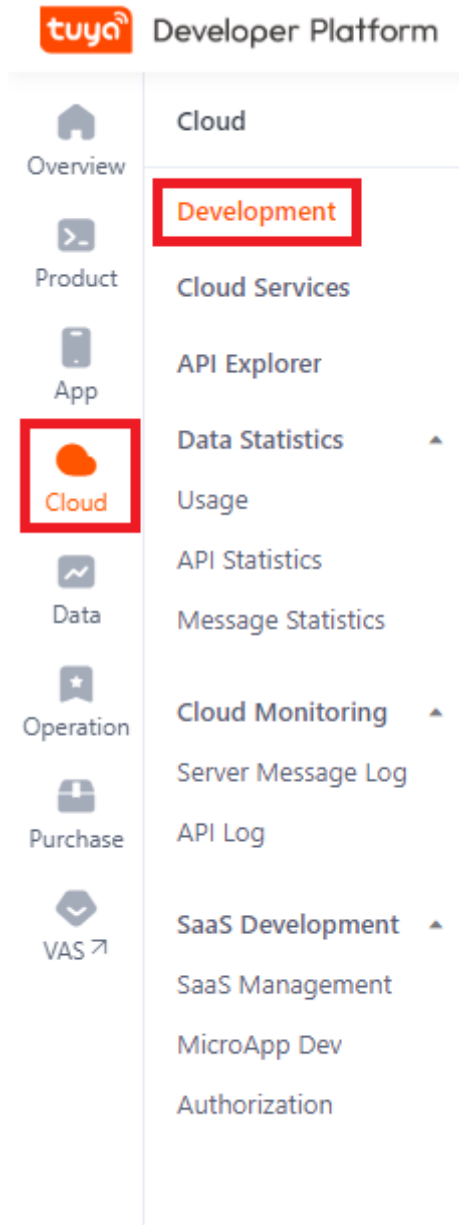 tuya Developer Platform
Overview
Product
App
Cloud
Data
Operation
Purchase
VAS
Cloud
Development
Cloud Services
API Explorer
Data Statistics
Usage
API Statistics
Message Statistics
Cloud Monitoring
Server Message Log
API Log
SaaS Development
SaaS Management
MicroApp Dev
Authorization